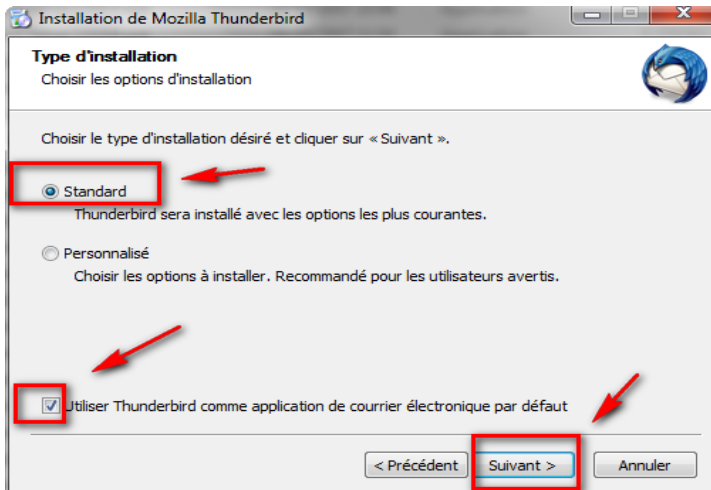 Installation de Mozilla Thunderbird
Type d'installation
Choisir les options d'installation
Choisir le type d'installation désiré et cliquer sur « Suivant ».
Standard
Thunderbird sera installé avec les options les plus courantes.
Personnalisé
Choisir les options à installer. Recommandé pour les utilisateurs avertis.
Utiliser Thunderbird comme application de courrier électronique par défaut
< Précédent Suivant > Annuler